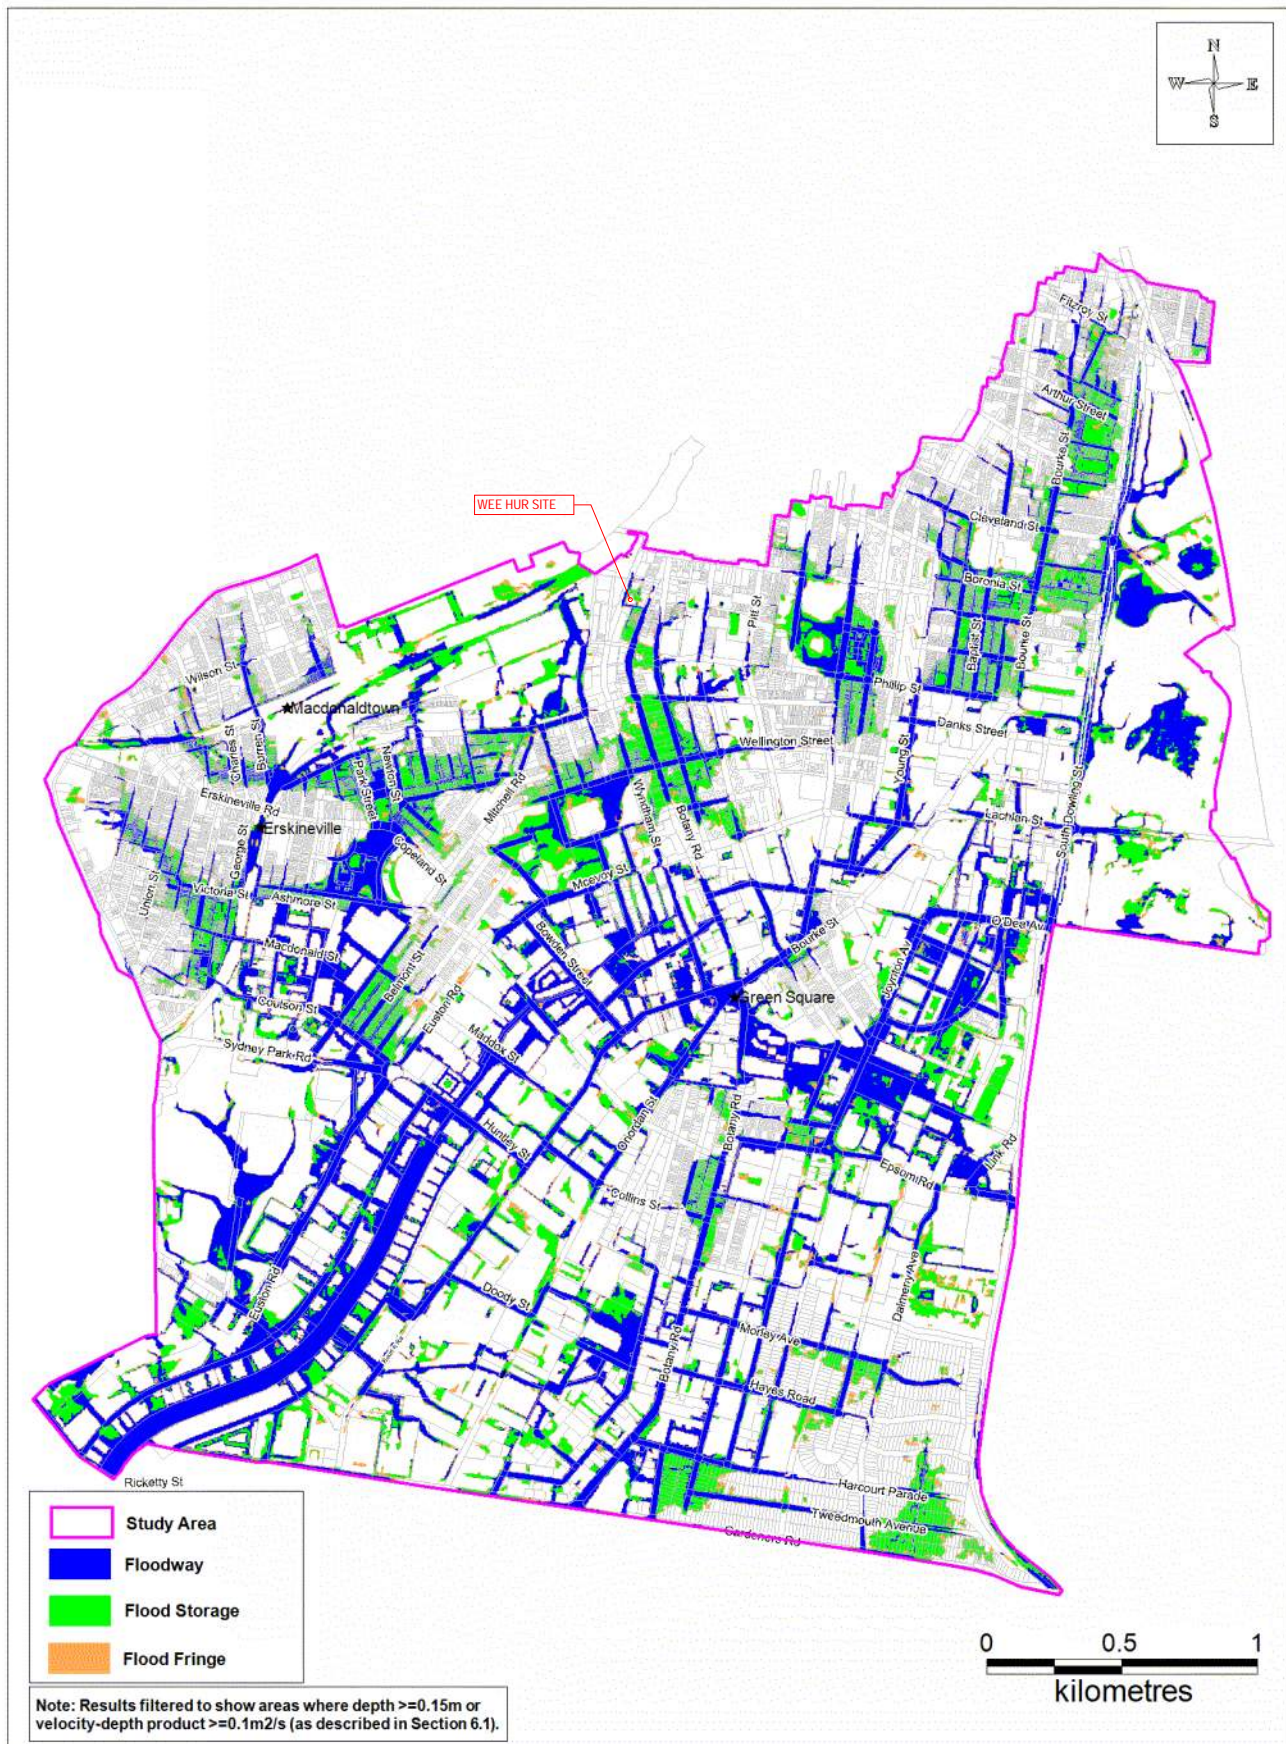 N
W E
S
Fitzroy St
Arthur Street
Bourke St
WEE HUR SITE
Cleveland St
Boronia St
Pitt St
Baptist St
Bourke St
Wilson St
Phillip St
Macdonaldtown
Danks Street
Charles St
Burren St
Wellington Street
Young St
Newton St
Park Street
Mitchell Rd
South Dowling St
Erskineville Rd
Wyndham St
Botany Rd
Lachlan St
Erskineville
George St
Copeland St
Mcevoy St
Union St
Victoria St
Ashmore St
O'Dea Av
Bourke St
Bowden Street
Macdonald St
Joynton Av
Belmont St
Green Square
Euston Rd
Coulson St
Maddox St
Sydney Park Rd
Huntley St
Onordan St
Botany Rd
Link Rd
Epsom Rd
Collins St
Euston Rd
Doody St
Dalmeny Ave
Morley Ave
Botany Rd
Hayes Road
Ricketty St
Harcourt Parade
Tweedmouth Avenue
Gardeners Rd
Study Area
Floodway
Flood Storage
Flood Fringe
0 0.5 1
kilometres
Note: Results filtered to show areas where depth >=0.15m or
velocity-depth product >=0.1m2/s (as described in Section 6.1).